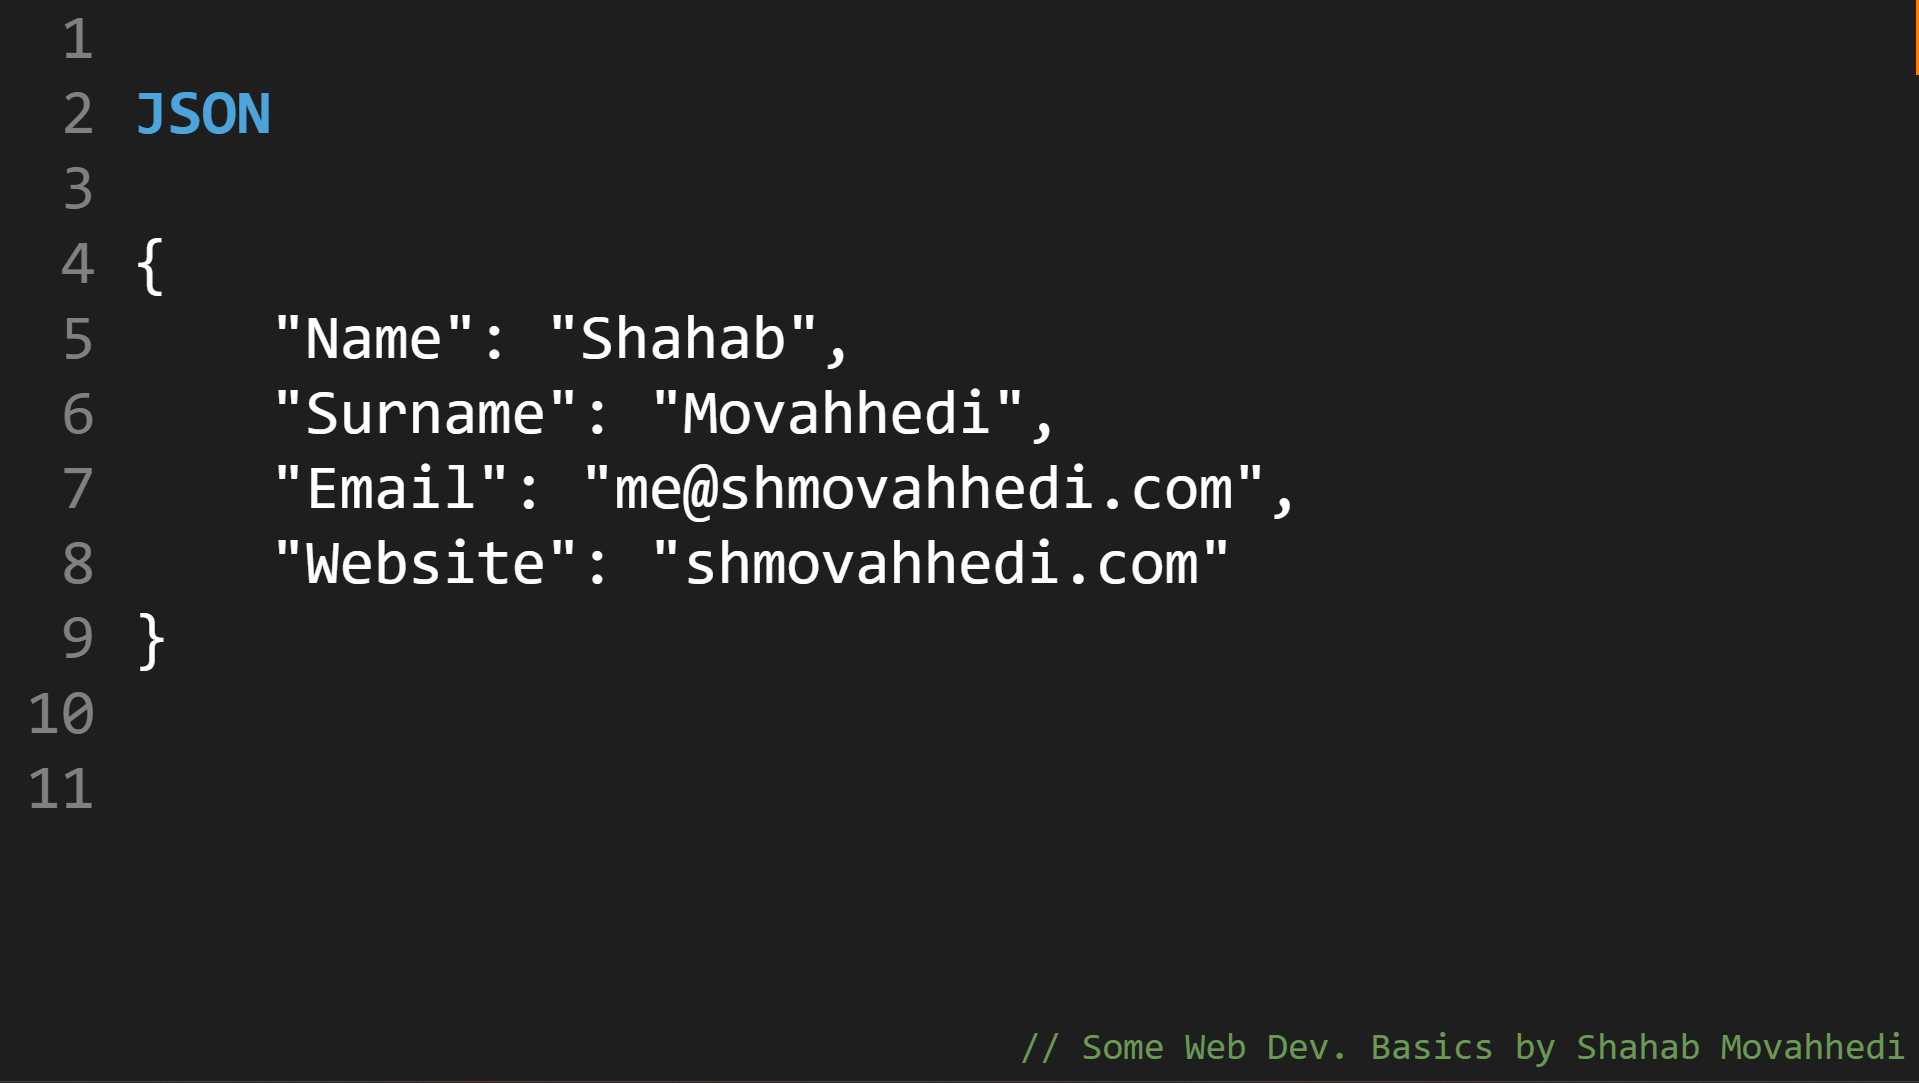 1
2 JSON
3
4 {
5     "Name": "Shahab",
6     "Surname": "Movahhedi",
7     "Email": "me@shmovahhedi.com",
8     "Website": "shmovahhedi.com"
9 }
10
11
// Some Web Dev. Basics by Shahab Movahhedi